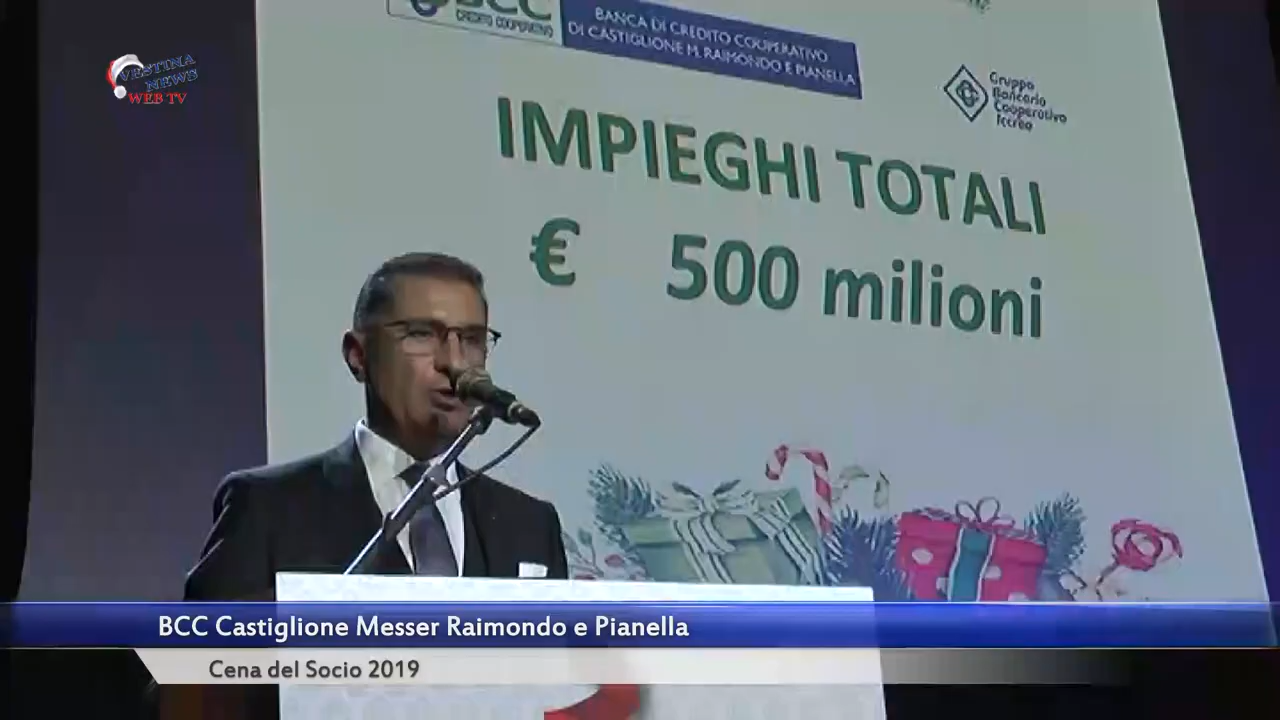 BCC
CREDITO COOPERATIVO
BANCA DI CREDITO COOPERATIVO
DI CASTIGLIONE M. RAIMONDO E PIANELLA
VESTINA
NEWS
WEB TV
Gruppo
Bancario
Cooperativo
Iccrea
IMPIEGHI TOTALI
€ 500 milioni
BCC Castiglione Messer Raimondo e Pianella
Cena del Socio 2019